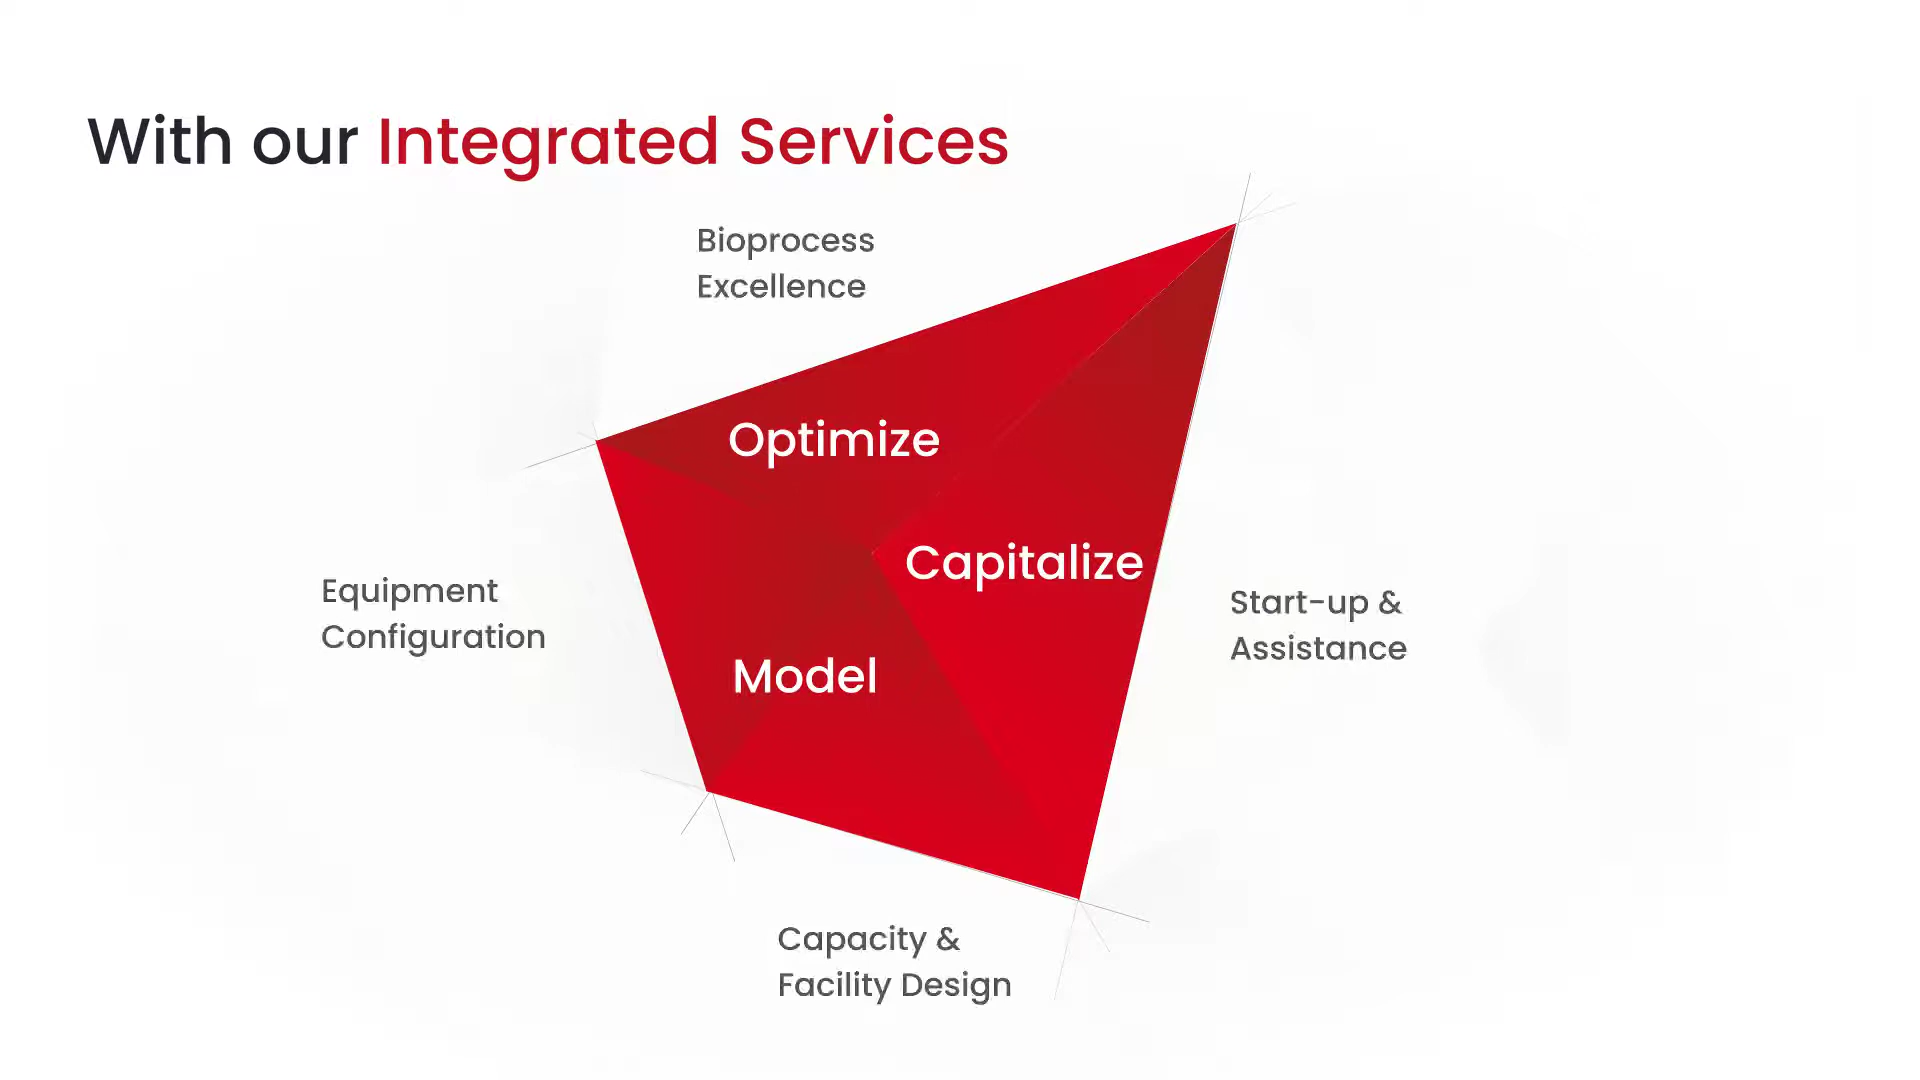 With our Integrated Services
Bioprocess
Excellence
Optimize
Capitalize
Equipment
Configuration
Start-up &
Assistance
Model
Capacity &
Facility Design